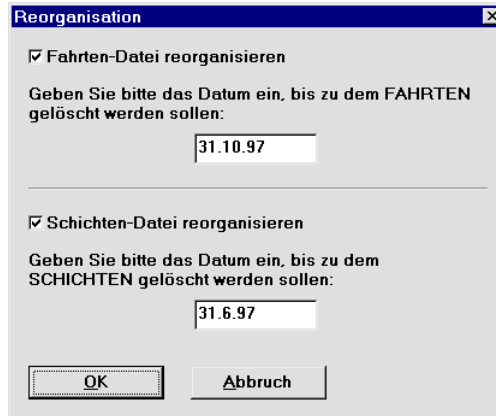 Reorganisation
Fahrten-Datei reorganisieren
Geben Sie bitte das Datum ein, bis zu dem FAHRTEN
gelöscht werden sollen:
31.10.97
Schichten-Datei reorganisieren
Geben Sie bitte das Datum ein, bis zu dem
SCHICHTEN gelöscht werden sollen:
31.6.97
OK Abbruch